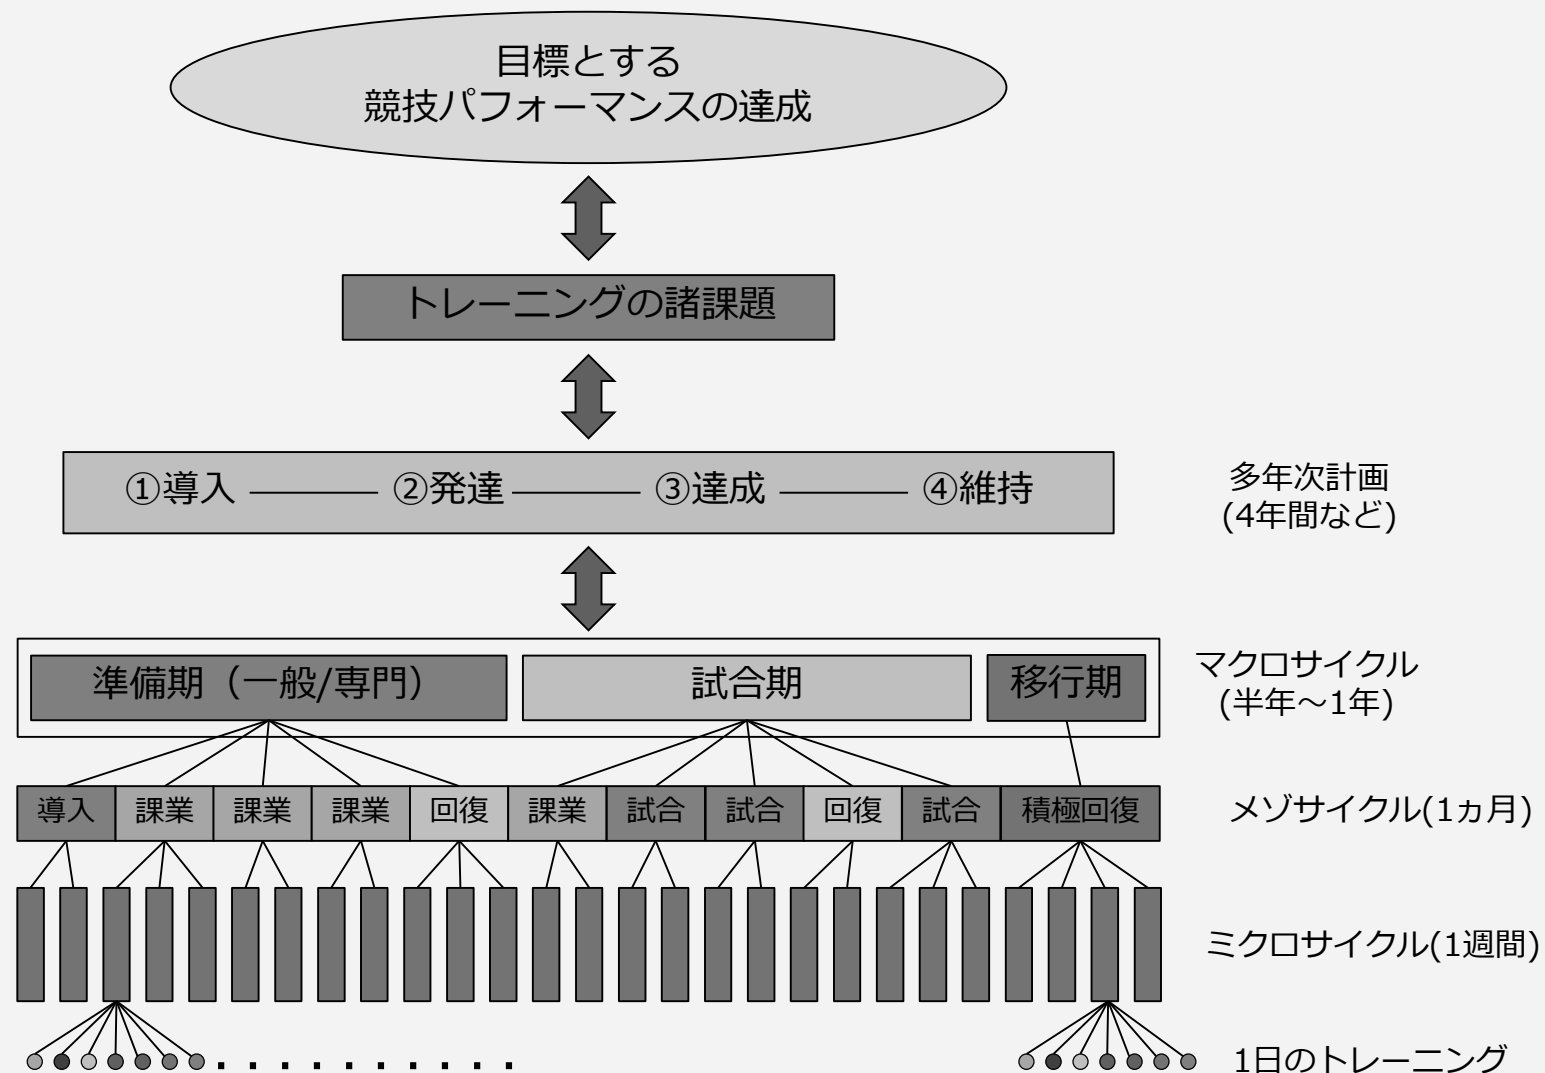 目標とする
競技パフォーマンスの達成
トレーニングの諸課題
①導入 ②発達 ③達成 ④維持
多年次計画
(4年間など)
準備期（一般/専門） 試合期 移行期
マクロサイクル
(半年～1年)
導入 課業 課業 課業 回復 課業 試合 試合 回復 試合 積極回復
メゾサイクル(1ヵ月)
ミクロサイクル(1週間)
1日のトレーニング